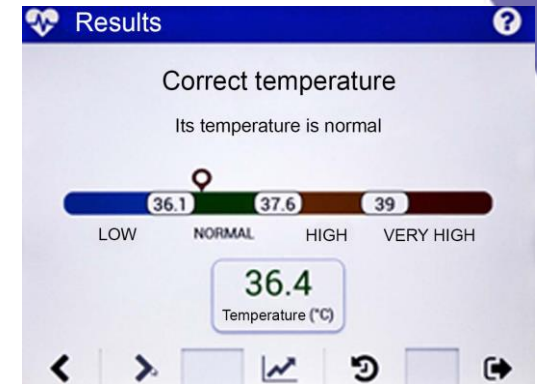 Results
Correct temperature
Its temperature is normal
36.1 37.6 39
LOW NORMAL HIGH VERY HIGH
36.4
Temperature (°C)